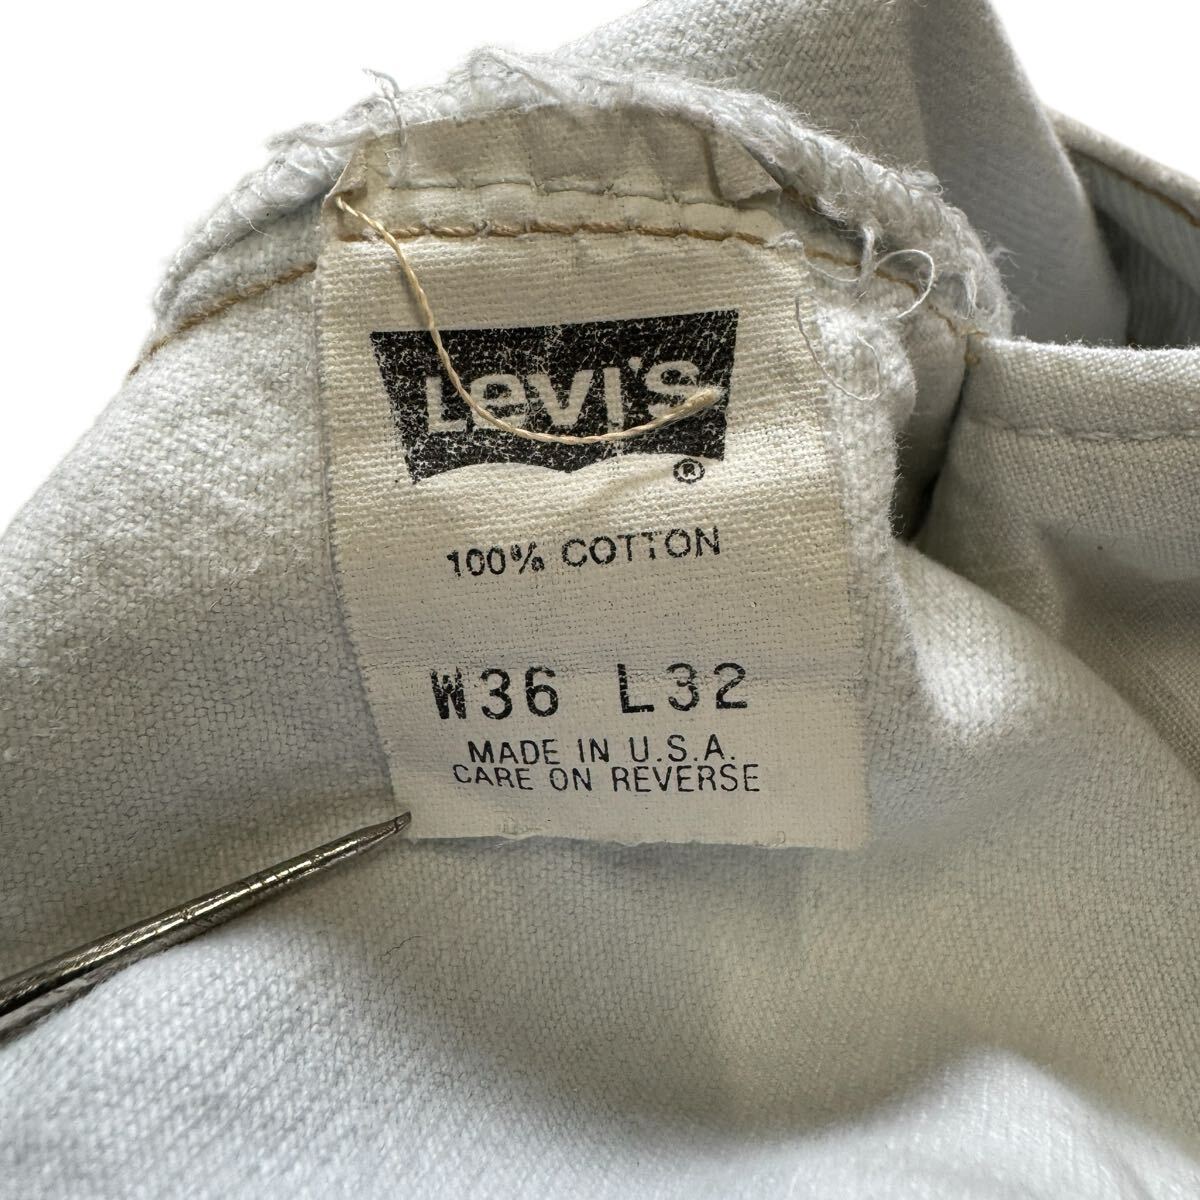 Levi's ®
100% COTTON
W36 L32
MADE IN U.S.A.
CARE ON REVERSE